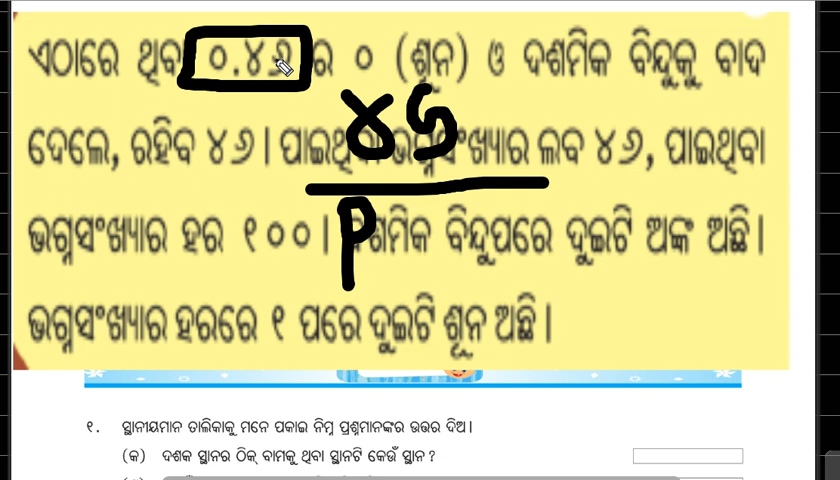 ଏଠାରେ ଥିବା ୦.୪୬ ର ୦ (ଶୂନ) ଓ ଦଶମିକ ବିନ୍ଦୁକୁ ବାଦ
୪୬
ଦେଲେ, ରହିବ ୪୬। ପାଇଥିବା ଭଗ୍ନସଂଖ୍ୟାର ଲବ ୪୬, ପାଇଥିବା
ଭଗ୍ନସଂଖ୍ୟାର ହର ୧୦୦। ଦଶମିକ ବିନ୍ଦୁପରେ ଦୁଇଟି ଅଙ୍କ ଅଛି।
ଭଗ୍ନସଂଖ୍ୟାର ହରରେ ୧ ପରେ ଦୁଇଟି ଶୂନ ଅଛି।
୧. ସ୍ଥାନୀୟମାନ ତାଲିକାକୁ ମନେ ପକାଇ ନିମ୍ନ ପ୍ରଶ୍ନମାନଙ୍କର ଉତ୍ତର ଦିଅ।
(କ) ଦଶକ ସ୍ଥାନର ଠିକ୍ ବାମକୁ ଥିବା ସ୍ଥାନଟି କେଉଁ ସ୍ଥାନ ?